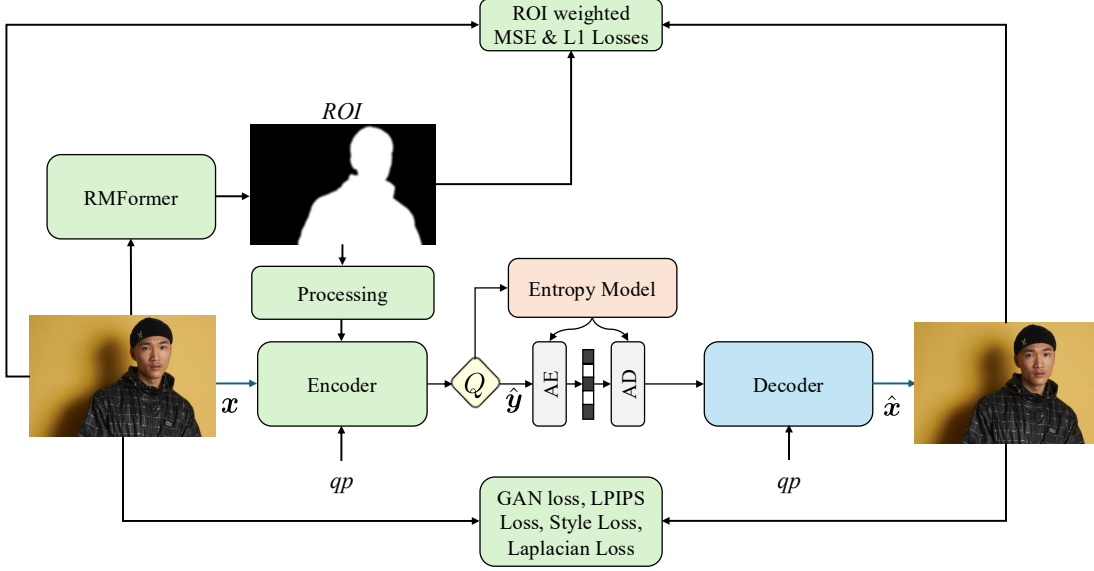 ROI weighted
MSE & L1 Losses
ROI
RMFormer
Processing
Entropy Model
Encoder
Q
AE
AD
Decoder
x
ŷ
x̂
qp
qp
GAN loss, LPIPS
Loss, Style Loss,
Laplacian Loss